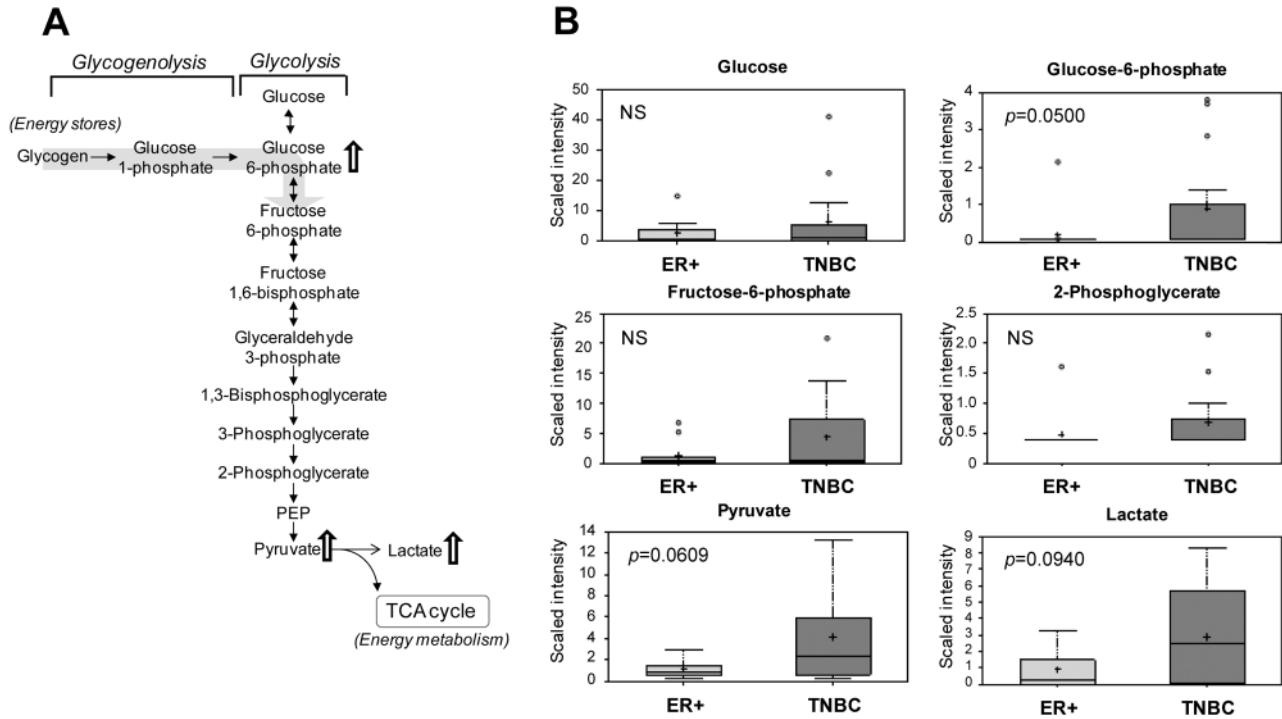 A
Glycogenolysis
Glycolysis
Glucose
(Energy stores)
Glycogen
Glucose
1-phosphate
Glucose
6-phosphate
Fructose
6-phosphate
Fructose
1,6-bisphosphate
Glyceraldehyde
3-phosphate
1,3-Bisphosphoglycerate
3-Phosphoglycerate
2-Phosphoglycerate
PEP
Pyruvate
Lactate
TCA cycle
(Energy metabolism)
B
Glucose
Scaled intensity
50
40
30
20
10
0
NS
ER+
TNBC
Glucose-6-phosphate
Scaled intensity
4
3
2
1
0
p=0.0500
ER+
TNBC
Fructose-6-phosphate
Scaled intensity
25
20
15
10
5
0
NS
ER+
TNBC
2-Phosphoglycerate
Scaled intensity
2.5
2.0
1.5
1.0
0.5
0
NS
ER+
TNBC
Pyruvate
Scaled intensity
14
12
10
8
6
4
2
0
p=0.0609
ER+
TNBC
Lactate
Scaled intensity
9
8
7
6
5
4
3
2
1
0
p=0.0940
ER+
TNBC